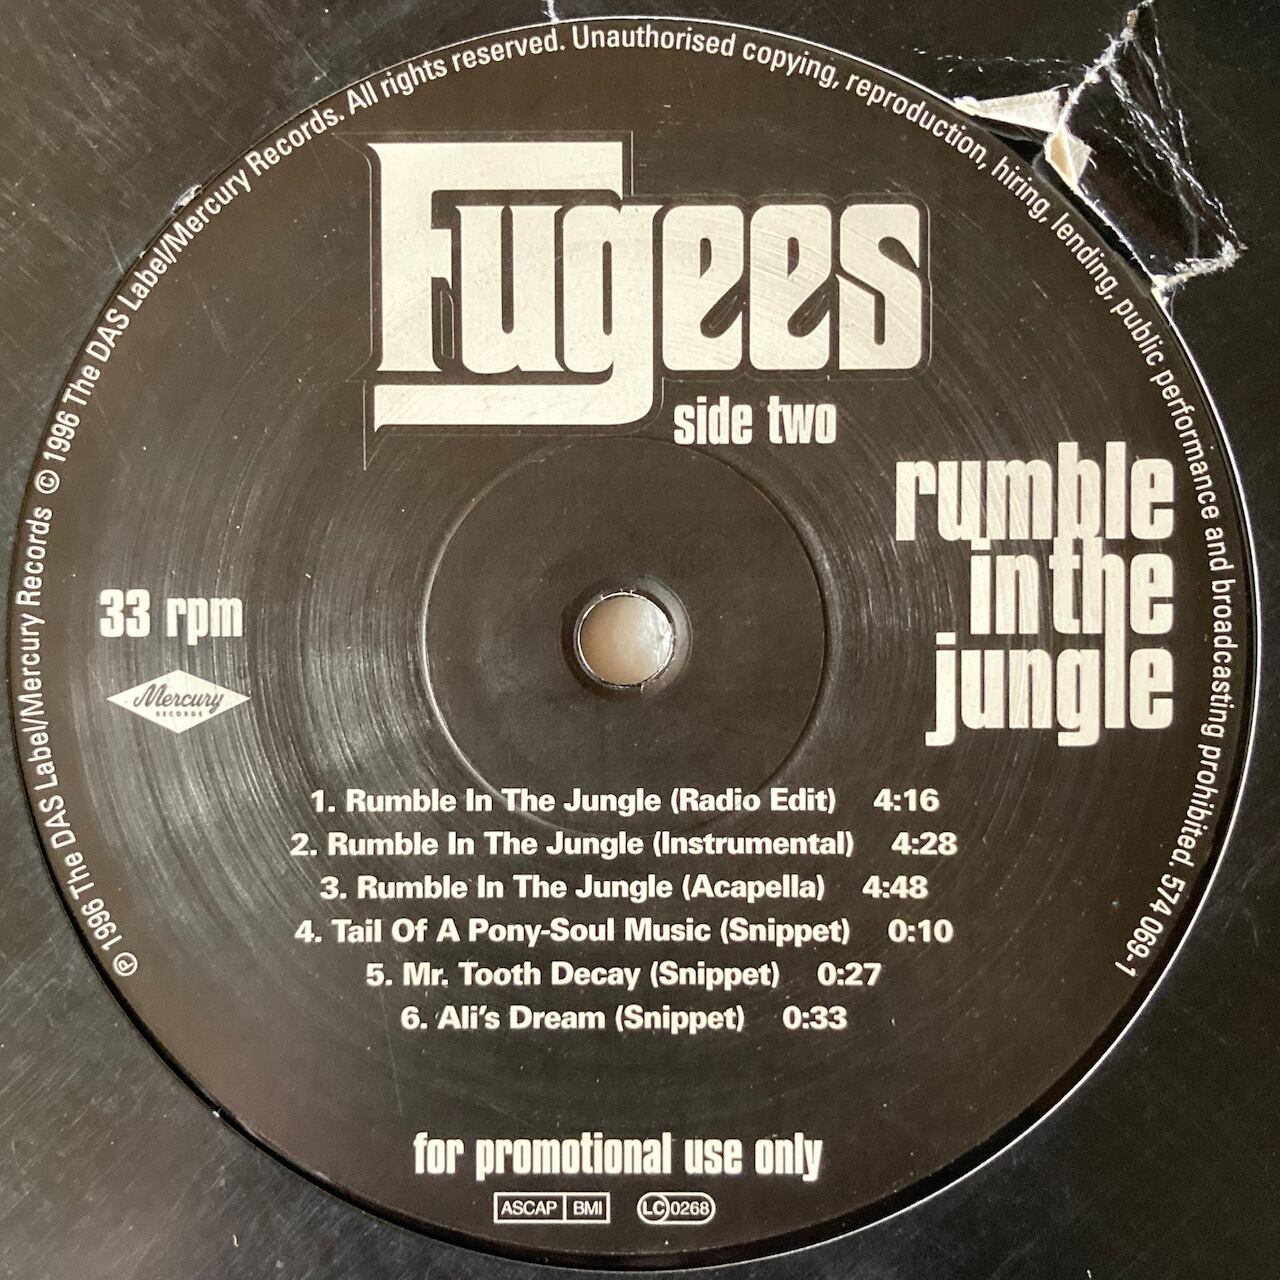 ℗ 1996 The DAS Label/Mercury Records © 1996 The DAS Label/Mercury Records. All rights reserved. Unauthorised copying, reproduction, hiring, lending, public performance and broadcasting prohibited. 574 069-1
Fugees
side two
rumble
in the
jungle
33 rpm
Mercury
RECORDS
1. Rumble In The Jungle (Radio Edit) 4:16
2. Rumble In The Jungle (Instrumental) 4:28
3. Rumble In The Jungle (Acapella) 4:48
4. Tail Of A Pony-Soul Music (Snippet) 0:10
5. Mr. Tooth Decay (Snippet) 0:27
6. Ali's Dream (Snippet) 0:33
for promotional use only
ASCAP BMI LC 0268